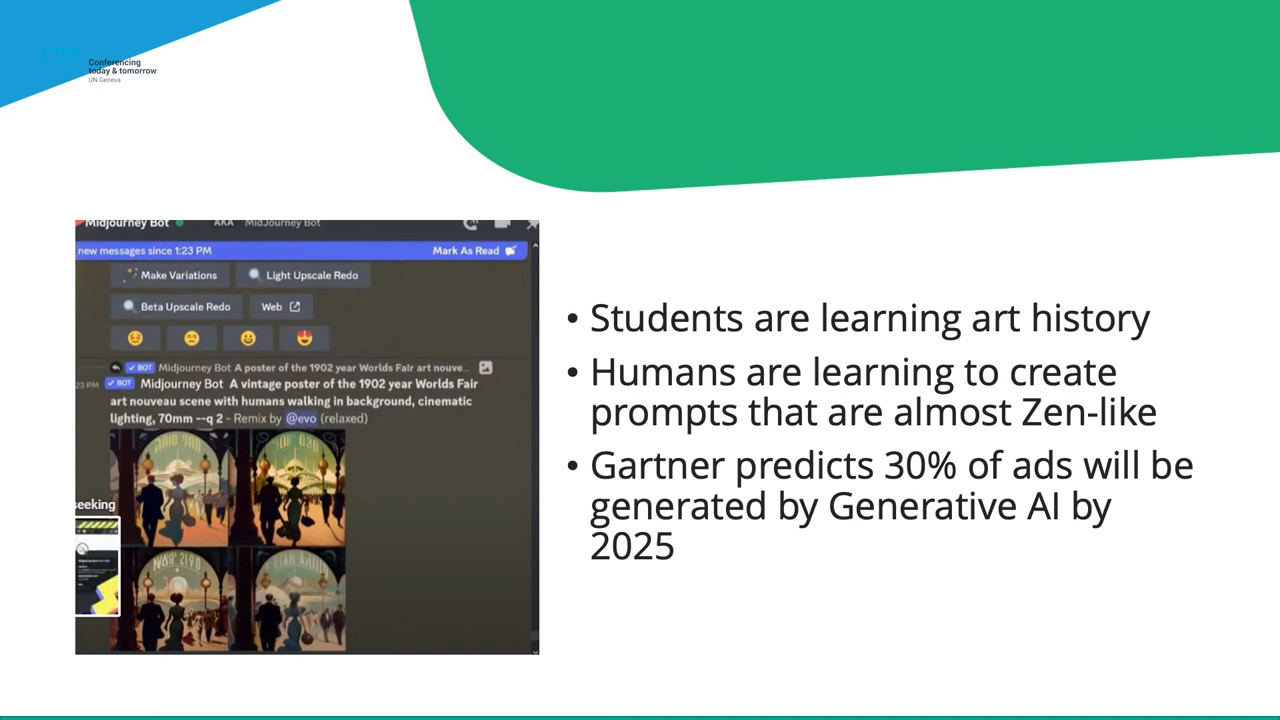 Conferencing
today & tomorrow
UN Geneva
Midjourney Bot AKA MidJourney Bot
new messages since 1:23 PM Mark As Read
Make Variations Light Upscale Redo
Beta Upscale Redo Web
BOT Midjourney Bot A poster of the 1902 year Worlds Fair art nouve...
23 PM BOT Midjourney Bot A vintage poster of the 1902 year Worlds Fair
art nouveau scene with humans walking in background, cinematic
lighting, 70mm --q 2 - Remix by @evo (relaxed)
seeking
• Students are learning art history
• Humans are learning to create
prompts that are almost Zen-like
• Gartner predicts 30% of ads will be
generated by Generative AI by
2025